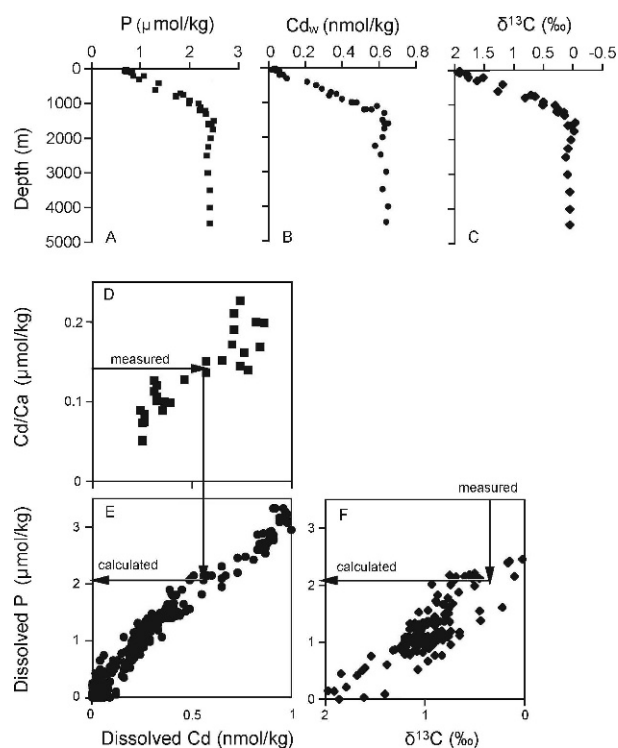 P (μmol/kg)
Cd_w (nmol/kg)
δ¹³C (‰)
0 1 2 3
0 0.2 0.4 0.6 0.8
2 1.5 1 0.5 0 -0.5
0
1000
2000
3000
4000
5000
Depth (m)
A
B
C
D
0.2
0.1
0
Cd/Ca (μmol/kg)
measured
E
F
measured
3
2
1
0
Dissolved P (μmol/kg)
calculated
3
2
1
0
calculated
0 0.5 1
2 1 0
Dissolved Cd (nmol/kg)
δ¹³C (‰)